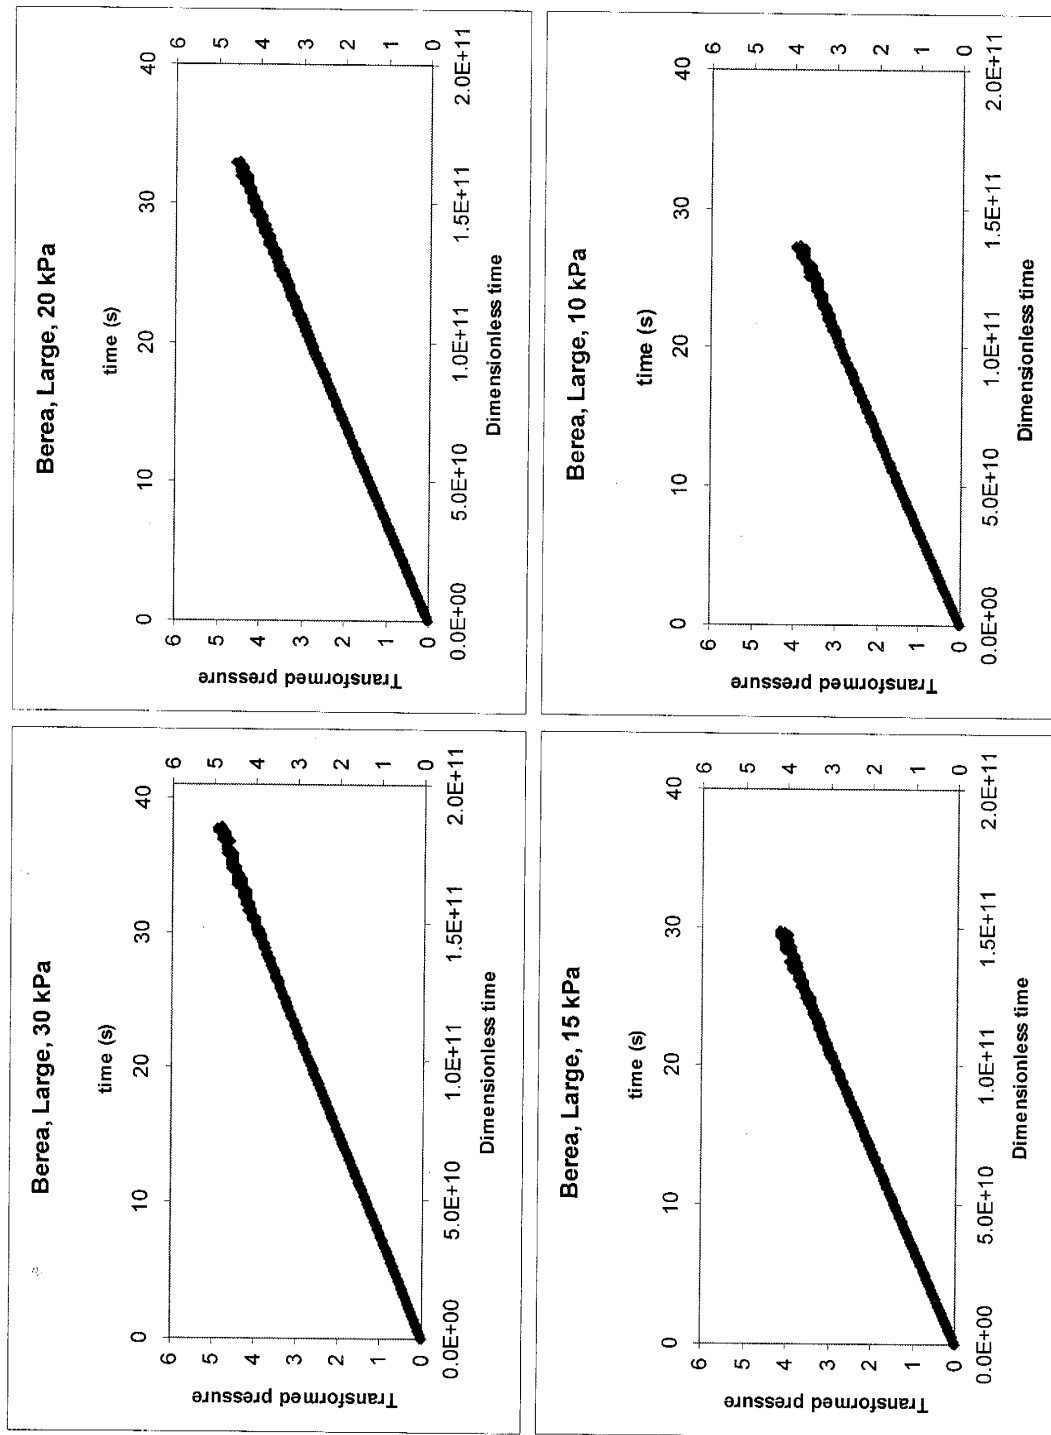 Berea, Large, 30 kPa
time (s)
0 10 20 30 40
6 5 4 3 2 1 0
Transformed pressure
6 5 4 3 2 1 0
0.0E+00 5.0E+10 1.0E+11 1.5E+11 2.0E+11
Dimensionless time
Berea, Large, 20 kPa
time (s)
0 10 20 30 40
6 5 4 3 2 1 0
Transformed pressure
6 5 4 3 2 1 0
0.0E+00 5.0E+10 1.0E+11 1.5E+11 2.0E+11
Dimensionless time
Berea, Large, 15 kPa
time (s)
0 10 20 30 40
6 5 4 3 2 1 0
Transformed pressure
6 5 4 3 2 1 0
0.0E+00 5.0E+10 1.0E+11 1.5E+11 2.0E+11
Dimensionless time
Berea, Large, 10 kPa
time (s)
0 10 20 30 40
6 5 4 3 2 1 0
Transformed pressure
6 5 4 3 2 1 0
0.0E+00 5.0E+10 1.0E+11 1.5E+11 2.0E+11
Dimensionless time